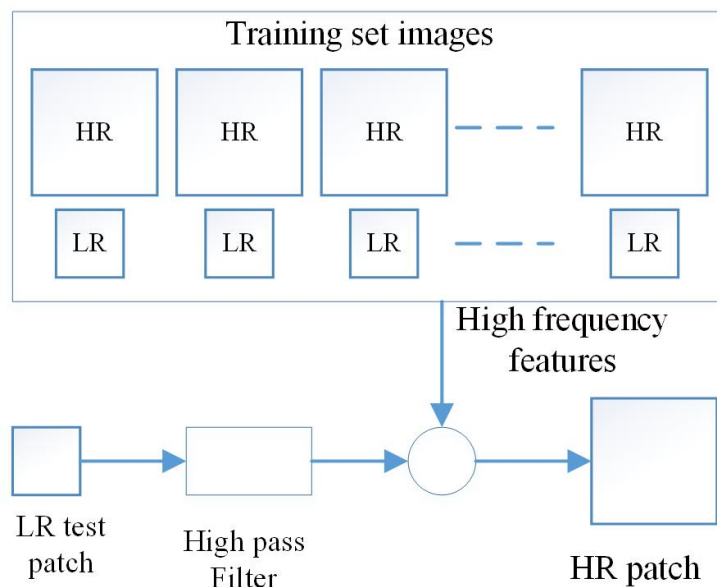 Training set images
HR HR HR HR
LR LR LR LR
High frequency
features
LR test
patch
High pass
Filter
HR patch